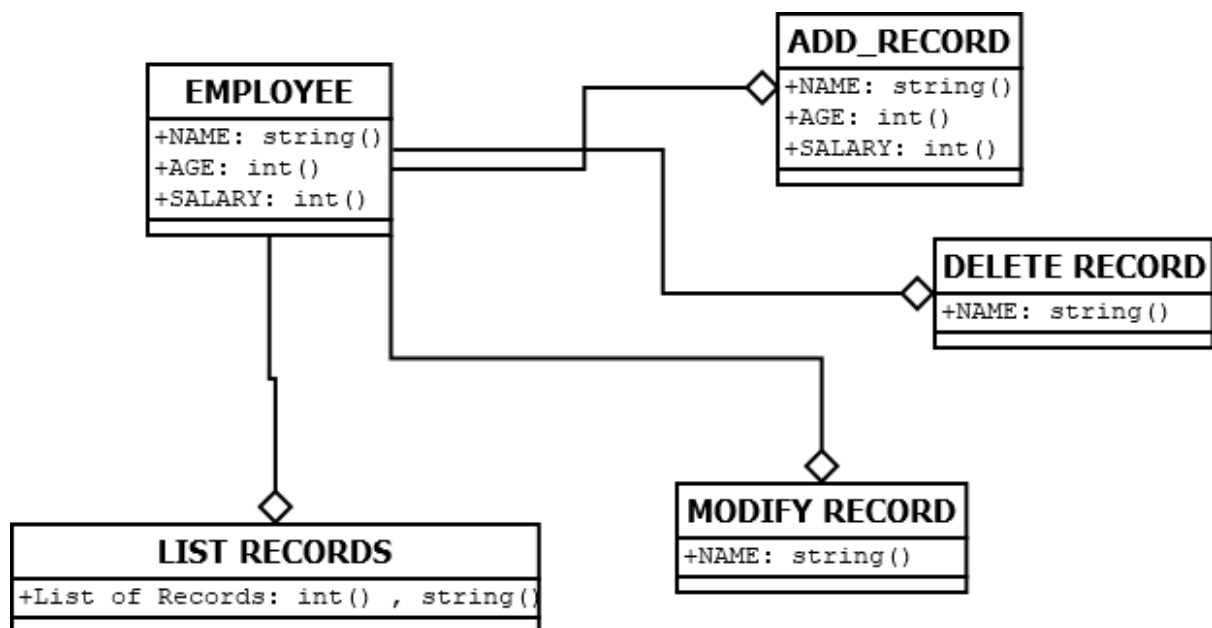 EMPLOYEE
+NAME: string()
+AGE: int()
+SALARY: int()
ADD_RECORD
+NAME: string()
+AGE: int()
+SALARY: int()
DELETE RECORD
+NAME: string()
MODIFY RECORD
+NAME: string()
LIST RECORDS
+List of Records: int() , string()